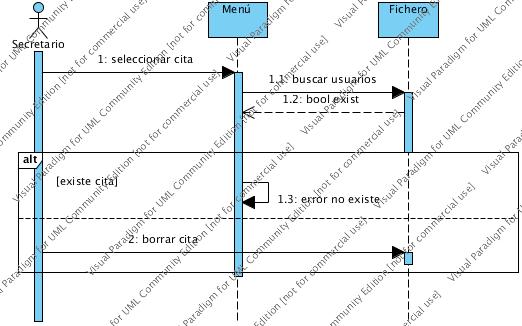 Menú
Fichero
Secretario
1: seleccionar cita
1.1: buscar usuarios
1.2: bool exist
alt
[existe cita]
1.3: error no existe
2: borrar cita
Visual Paradigm for UML Community Edition [not for commercial use]